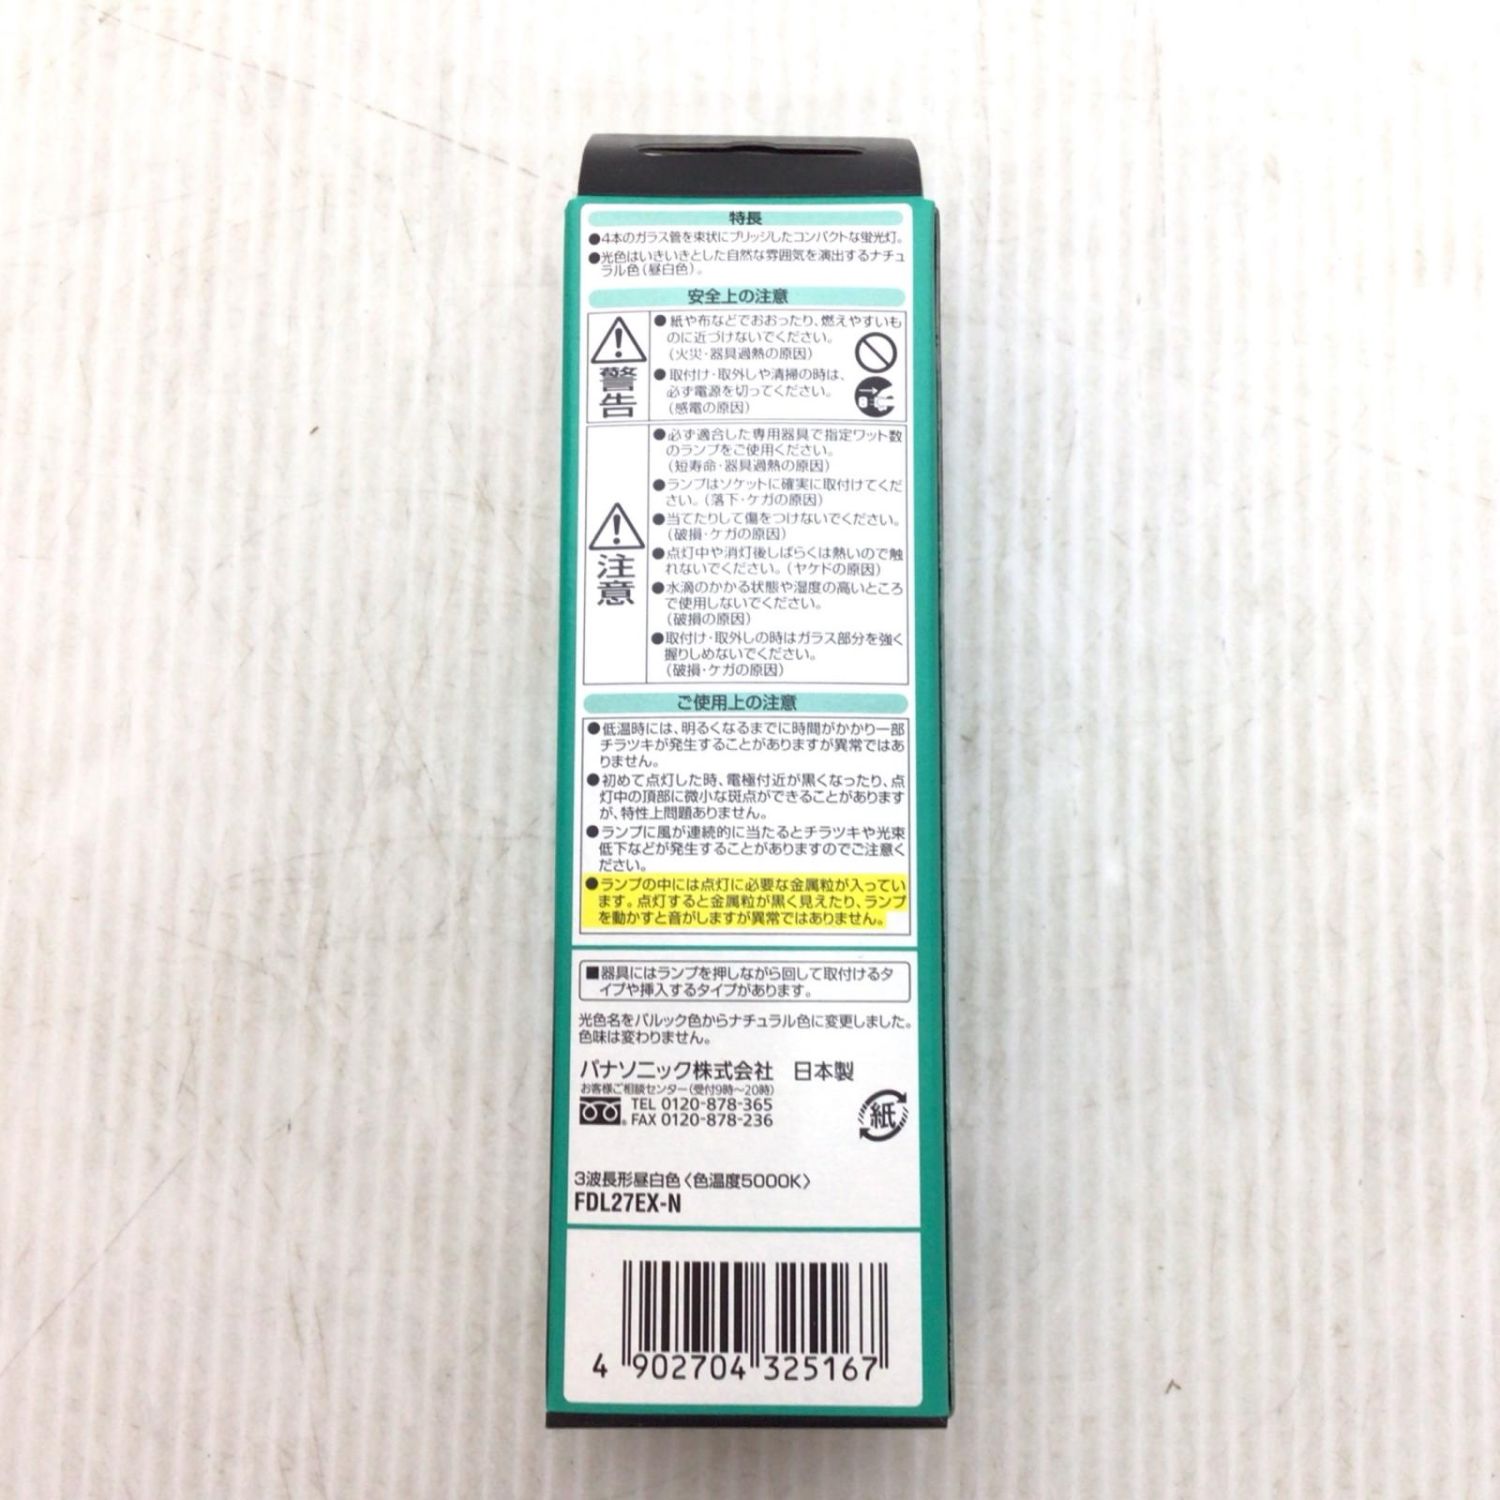 特長
●4本のガラス管を束状にブリッジしたコンパクトな蛍光灯。
●光色はいきいきとした自然な雰囲気を演出するナチュ
ラル色(昼白色)。
安全上の注意
警告
●紙や布などでおおったり、燃えやすいも
のに近づけないでください。
(火災・器具過熱の原因)
●取付け・取外しや清掃の時は、
必ず電源を切ってください。
(感電の原因)
注意
●必ず適合した専用器具で指定ワット数
のランプをご使用ください。
(短寿命・器具過熱の原因)
●ランプはソケットに確実に取付けてくだ
さい。(落下・ケガの原因)
●当てたりして傷をつけないでください。
(破損・ケガの原因)
●点灯中や消灯後しばらくは熱いので触
れないでください。(ヤケドの原因)
●水滴のかかる状態や湿度の高いところ
で使用しないでください。
(破損の原因)
●取付け・取外しの時はガラス部分を強く
握りしめないでください。
(破損・ケガの原因)
ご使用上の注意
●低温時には、明るくなるまでに時間がかかり一部
チラツキが発生することがありますが異常ではあ
りません。
●初めて点灯した時、電極付近が黒くなったり、点
灯中の頂部に微小な斑点ができることがあります
が、特性上問題ありません。
●ランプに風が連続的に当たるとチラツキや光束
低下などが発生することがありますのでご注意く
ださい。
●ランプの中には点灯に必要な金属粒が入ってい
ます。点灯すると金属粒が黒く見えたり、ランプ
を動かすと音がしますが異常ではありません。
■器具にはランプを押しながら回して取付けるタ
イプや挿入するタイプがあります。
光色名をパルック色からナチュラル色に変更しました。
色味は変わりません。
パナソニック株式会社 日本製
お客様ご相談センター(受付9時〜20時)
TEL 0120-878-365
FAX 0120-878-236
紙
3波長形昼白色〈色温度5000K〉
FDL27EX-N
4 902704 325167